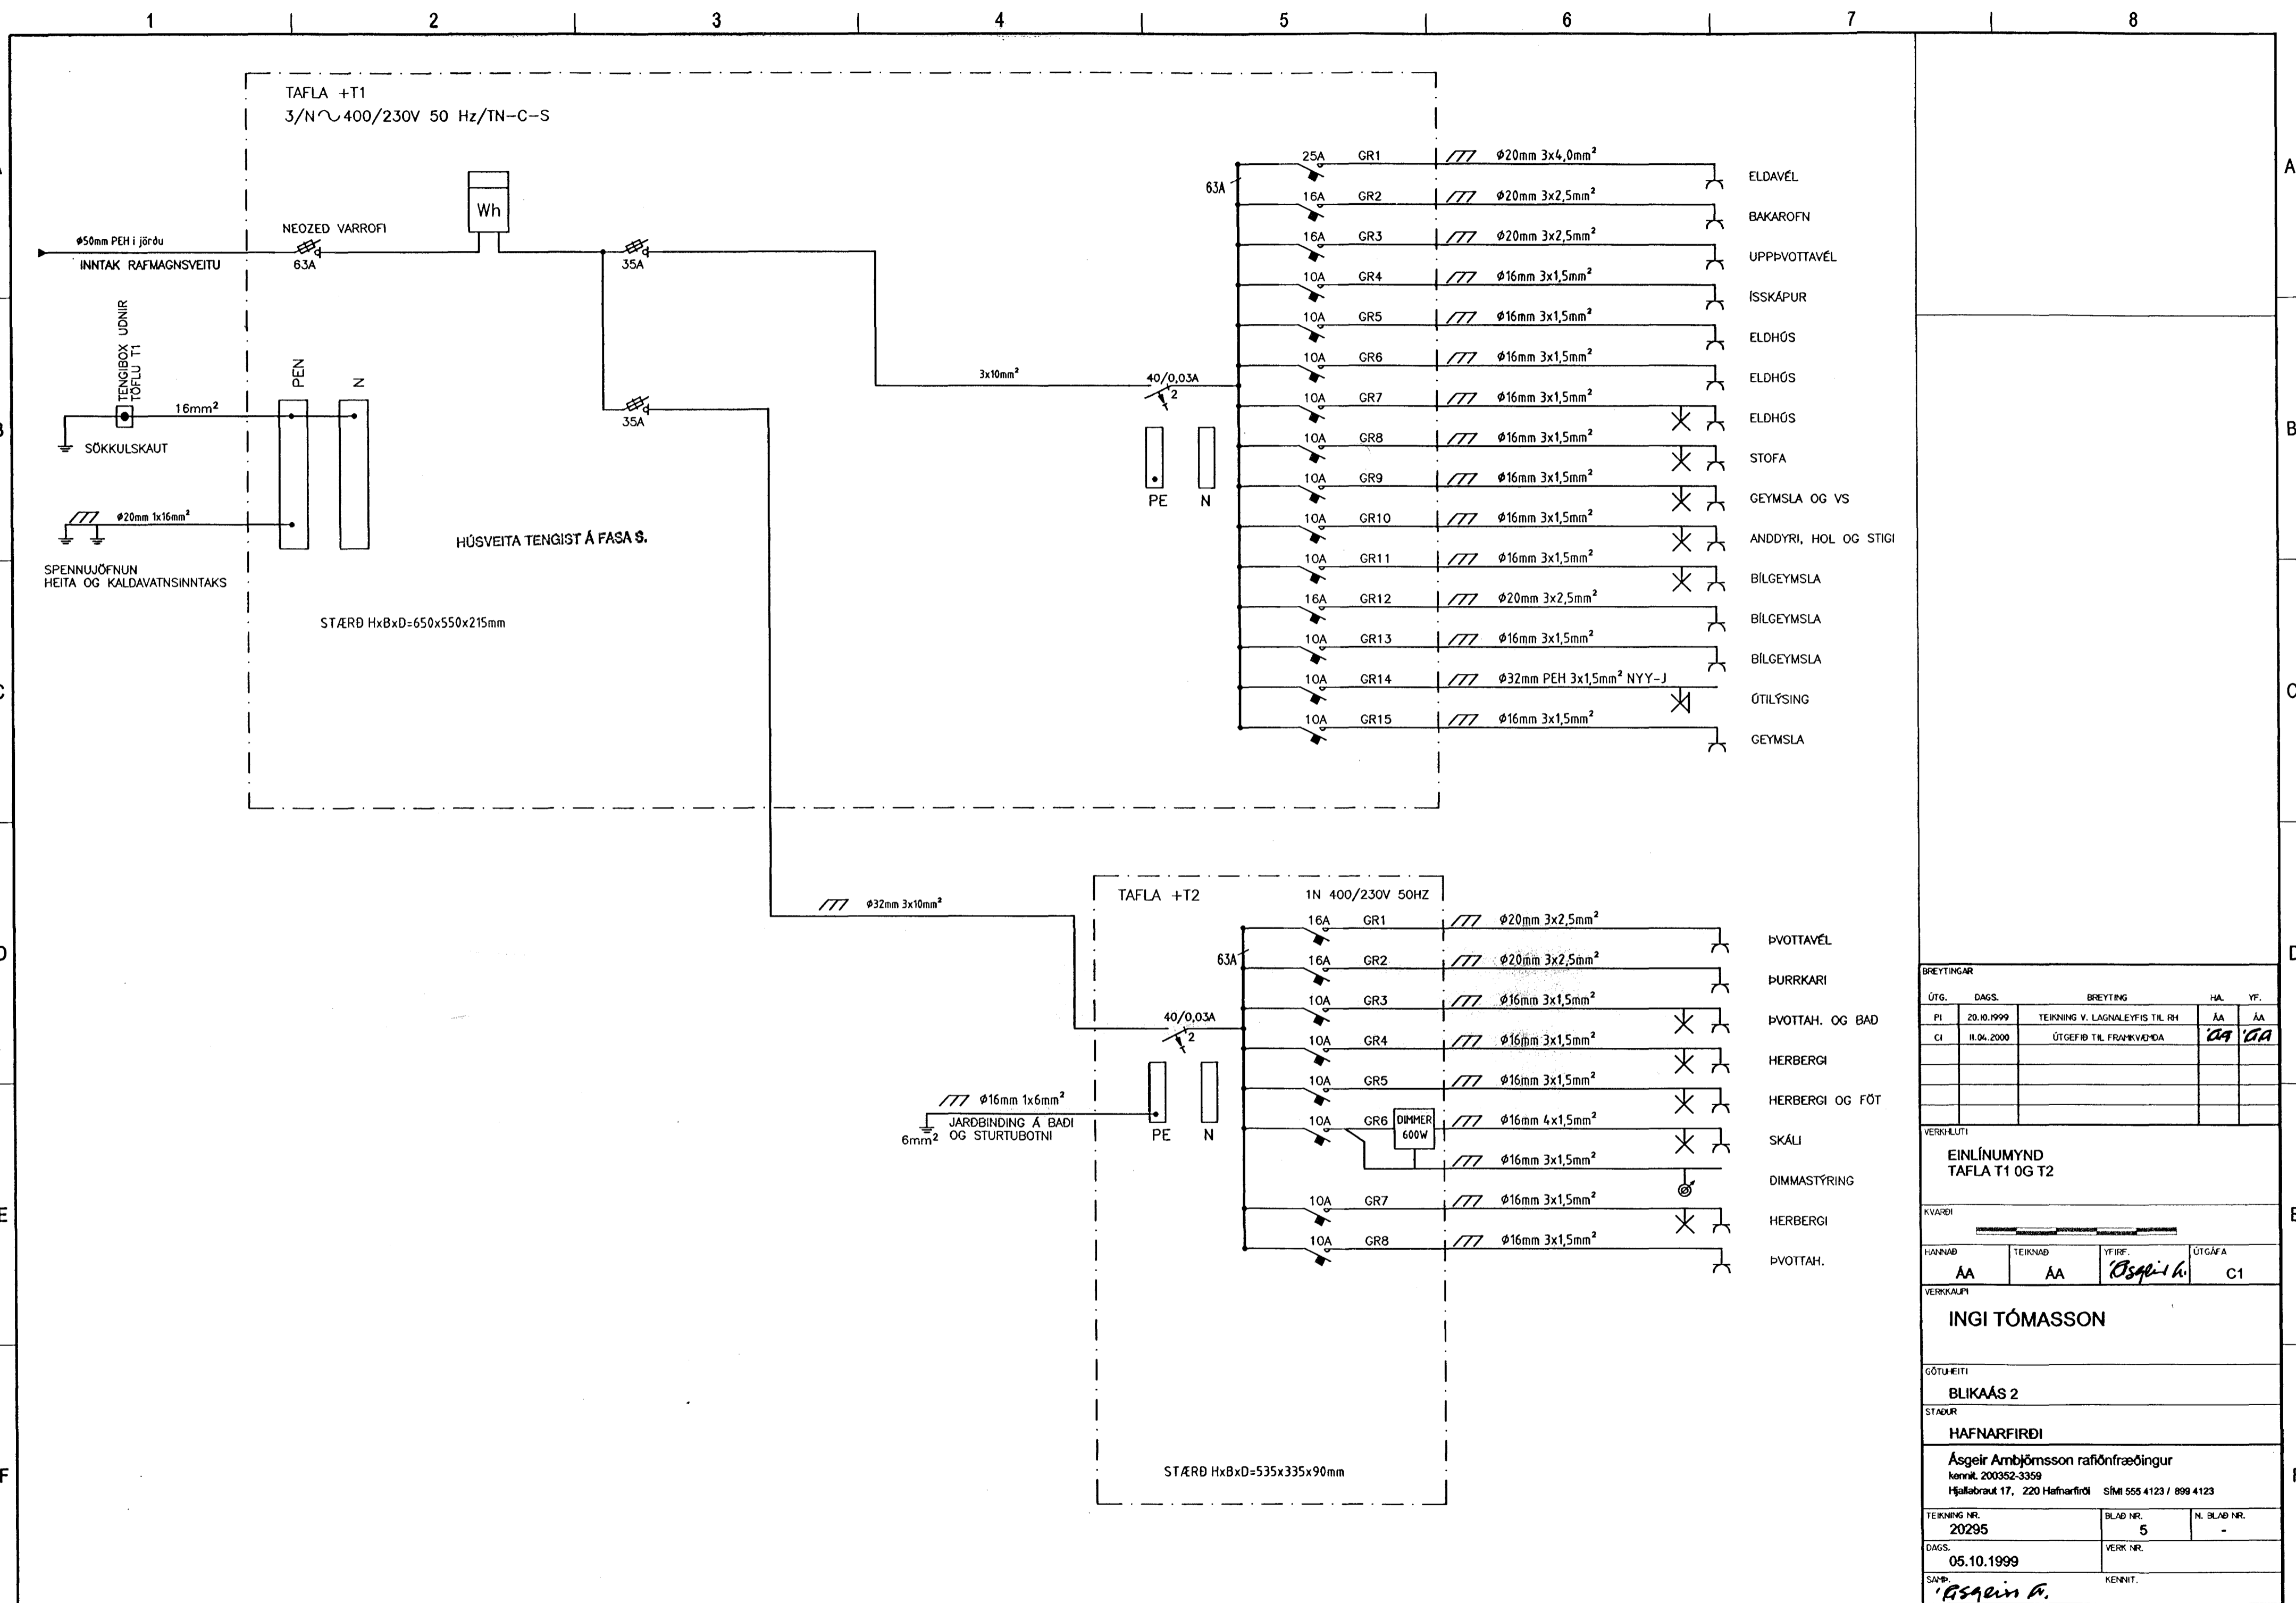 1 2 3 4 5 6 7 8
TAFLA +T1
3/N∿400/230V 50 Hz/TN-C-S
Wh
NEOZED VARROFI
63A
ø50mm PEH i jörðu
INNTAK RAFMAGNSVEITU
35A
35A
TENGIBOX UDNIR
TÖFLU T1
16mm²
SÖKKULSKAUT
PEN
N
ø20mm 1x16mm²
SPENNUJÖFNUN
HEITA OG KALDAVATNSINNTAKS
HÚSVEITA TENGIST Á FASA S.
STÆRÐ HxBxD=650x550x215mm
3x10mm²
40/0,03A
2
PE N
63A
25A GR1 ø20mm 3x4,0mm² ELDAVÉL
16A GR2 ø20mm 3x2,5mm² BAKAROFN
16A GR3 ø20mm 3x2,5mm² UPPÞVOTTAVÉL
10A GR4 ø16mm 3x1,5mm² ÍSSKÁPUR
10A GR5 ø16mm 3x1,5mm² ELDHÚS
10A GR6 ø16mm 3x1,5mm² ELDHÚS
10A GR7 ø16mm 3x1,5mm² ELDHÚS
10A GR8 ø16mm 3x1,5mm² STOFA
10A GR9 ø16mm 3x1,5mm² GEYMSLA OG VS
10A GR10 ø16mm 3x1,5mm² ANDDYRI, HOL OG STIGI
10A GR11 ø16mm 3x1,5mm² BÍLGEYMSLA
16A GR12 ø20mm 3x2,5mm² BÍLGEYMSLA
10A GR13 ø16mm 3x1,5mm² BÍLGEYMSLA
10A GR14 ø32mm PEH 3x1,5mm² NYY-J ÚTILÝSING
10A GR15 ø16mm 3x1,5mm² GEYMSLA
ø32mm 3x10mm²
TAFLA +T2 1N 400/230V 50HZ
63A
40/0,03A
2
PE N
ø16mm 1x6mm²
JARÐBINDING Á BAÐI
6mm² OG STURTUBOTNI
16A GR1 ø20mm 3x2,5mm² ÞVOTTAVÉL
16A GR2 ø20mm 3x2,5mm² ÞURRKARI
10A GR3 ø16mm 3x1,5mm² ÞVOTTAH. OG BAÐ
10A GR4 ø16mm 3x1,5mm² HERBERGI
10A GR5 ø16mm 3x1,5mm² HERBERGI OG FÖT
10A GR6 DIMMER 600W ø16mm 4x1,5mm² SKÁLI
ø16mm 3x1,5mm² DIMMASTÝRING
10A GR7 ø16mm 3x1,5mm² HERBERGI
10A GR8 ø16mm 3x1,5mm² ÞVOTTAH.
STÆRÐ HxBxD=535x335x90mm
A
B
C
D
E
F
BREYTINGAR
ÚTG. DAGS. BREYTING HA. YF.
P1 20.10.1999 TEIKNING V. LAGNALEYFIS TIL RH ÁA ÁA
C1 11.04.2000 ÚTGEFIÐ TIL FRAMKVÆMDA ÁA ÁA
VERKHLUTI
EINLÍNUMYND
TAFLA T1 0G T2
KVARÐI
HANNAÐ TEIKNAÐ YFIRF. ÚTGÁFA
ÁA ÁA Ásgeir A. C1
VERKKAUPI
INGI TÓMASSON
GÖTUHEITI
BLIKAÁS 2
STAÐUR
HAFNARFIRÐI
Ásgeir Arnbjörnsson rafiðnfræðingur
kennit. 200352-3359
Hjallabraut 17, 220 Hafnarfirði SÍMI 555 4123 / 899 4123
TEIKNING NR. BLAÐ NR. N. BLAÐ NR.
20295 5 -
DAGS. VERK NR.
05.10.1999
SAMÞ. KENNIT.
Ásgeir A.